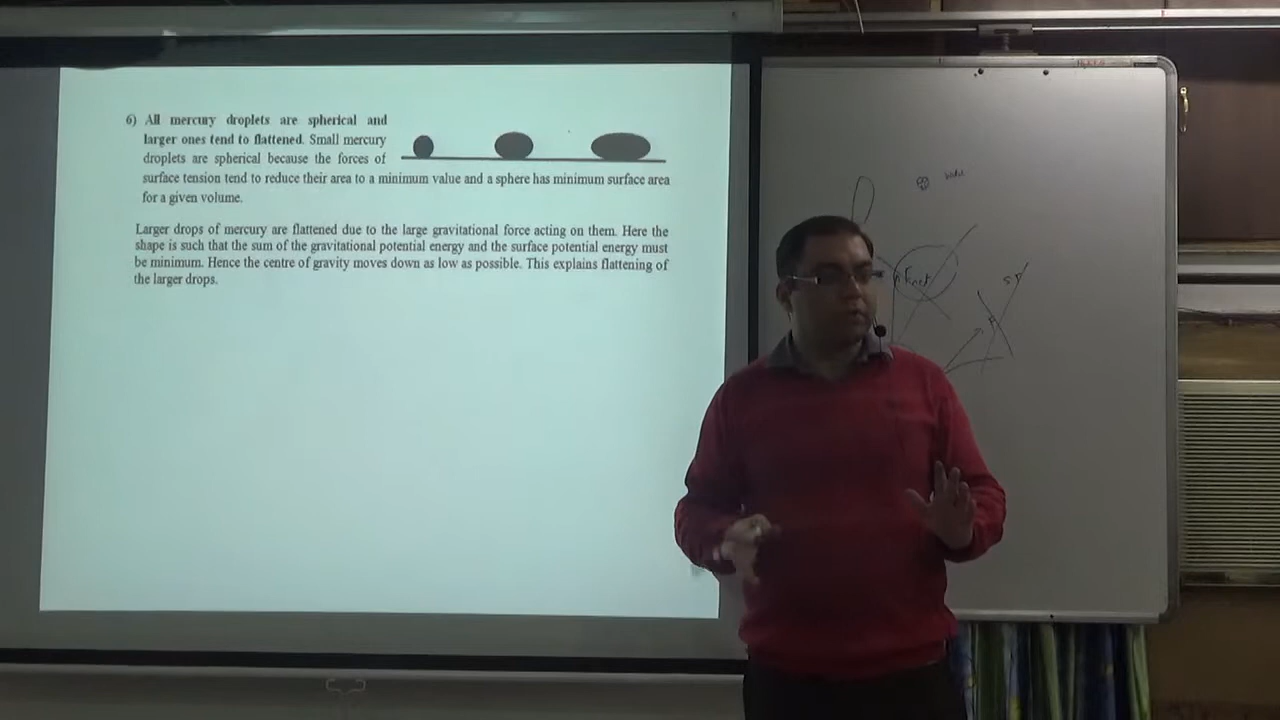 6) All mercury droplets are spherical and
larger ones tend to flattened. Small mercury
droplets are spherical because the forces of
surface tension tend to reduce their area to a minimum value and a sphere has minimum surface area
for a given volume.
Larger drops of mercury are flattened due to the large gravitational force acting on them. Here the
shape is such that the sum of the gravitational potential energy and the surface potential energy must
be minimum. Hence the centre of gravity moves down as low as possible. This explains flattening of
the larger drops.
Fnet